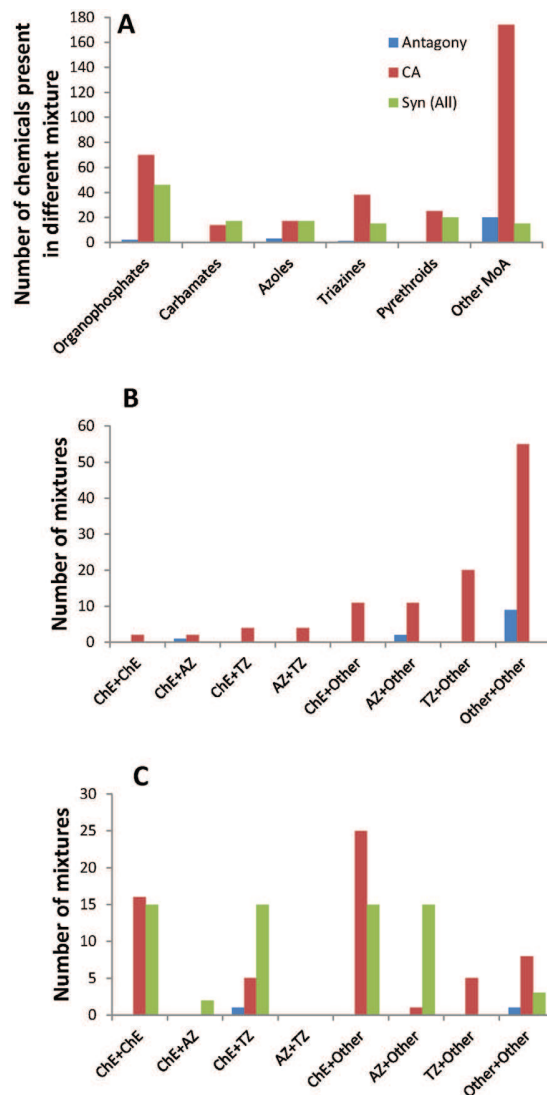 A
Number of chemicals present
in different mixture
180
160
140
120
100
80
60
40
20
0
Antagony
CA
Syn (All)
Organophosphates
Carbamates
Azoles
Triazines
Pyrethroids
Other MoA
B
Number of mixtures
60
50
40
30
20
10
0
ChE+ChE
ChE+AZ
ChE+TZ
AZ+TZ
ChE+Other
AZ+Other
TZ+Other
Other+Other
C
Number of mixtures
30
25
20
15
10
5
0
ChE+ChE
ChE+AZ
ChE+TZ
AZ+TZ
ChE+Other
AZ+Other
TZ+Other
Other+Other